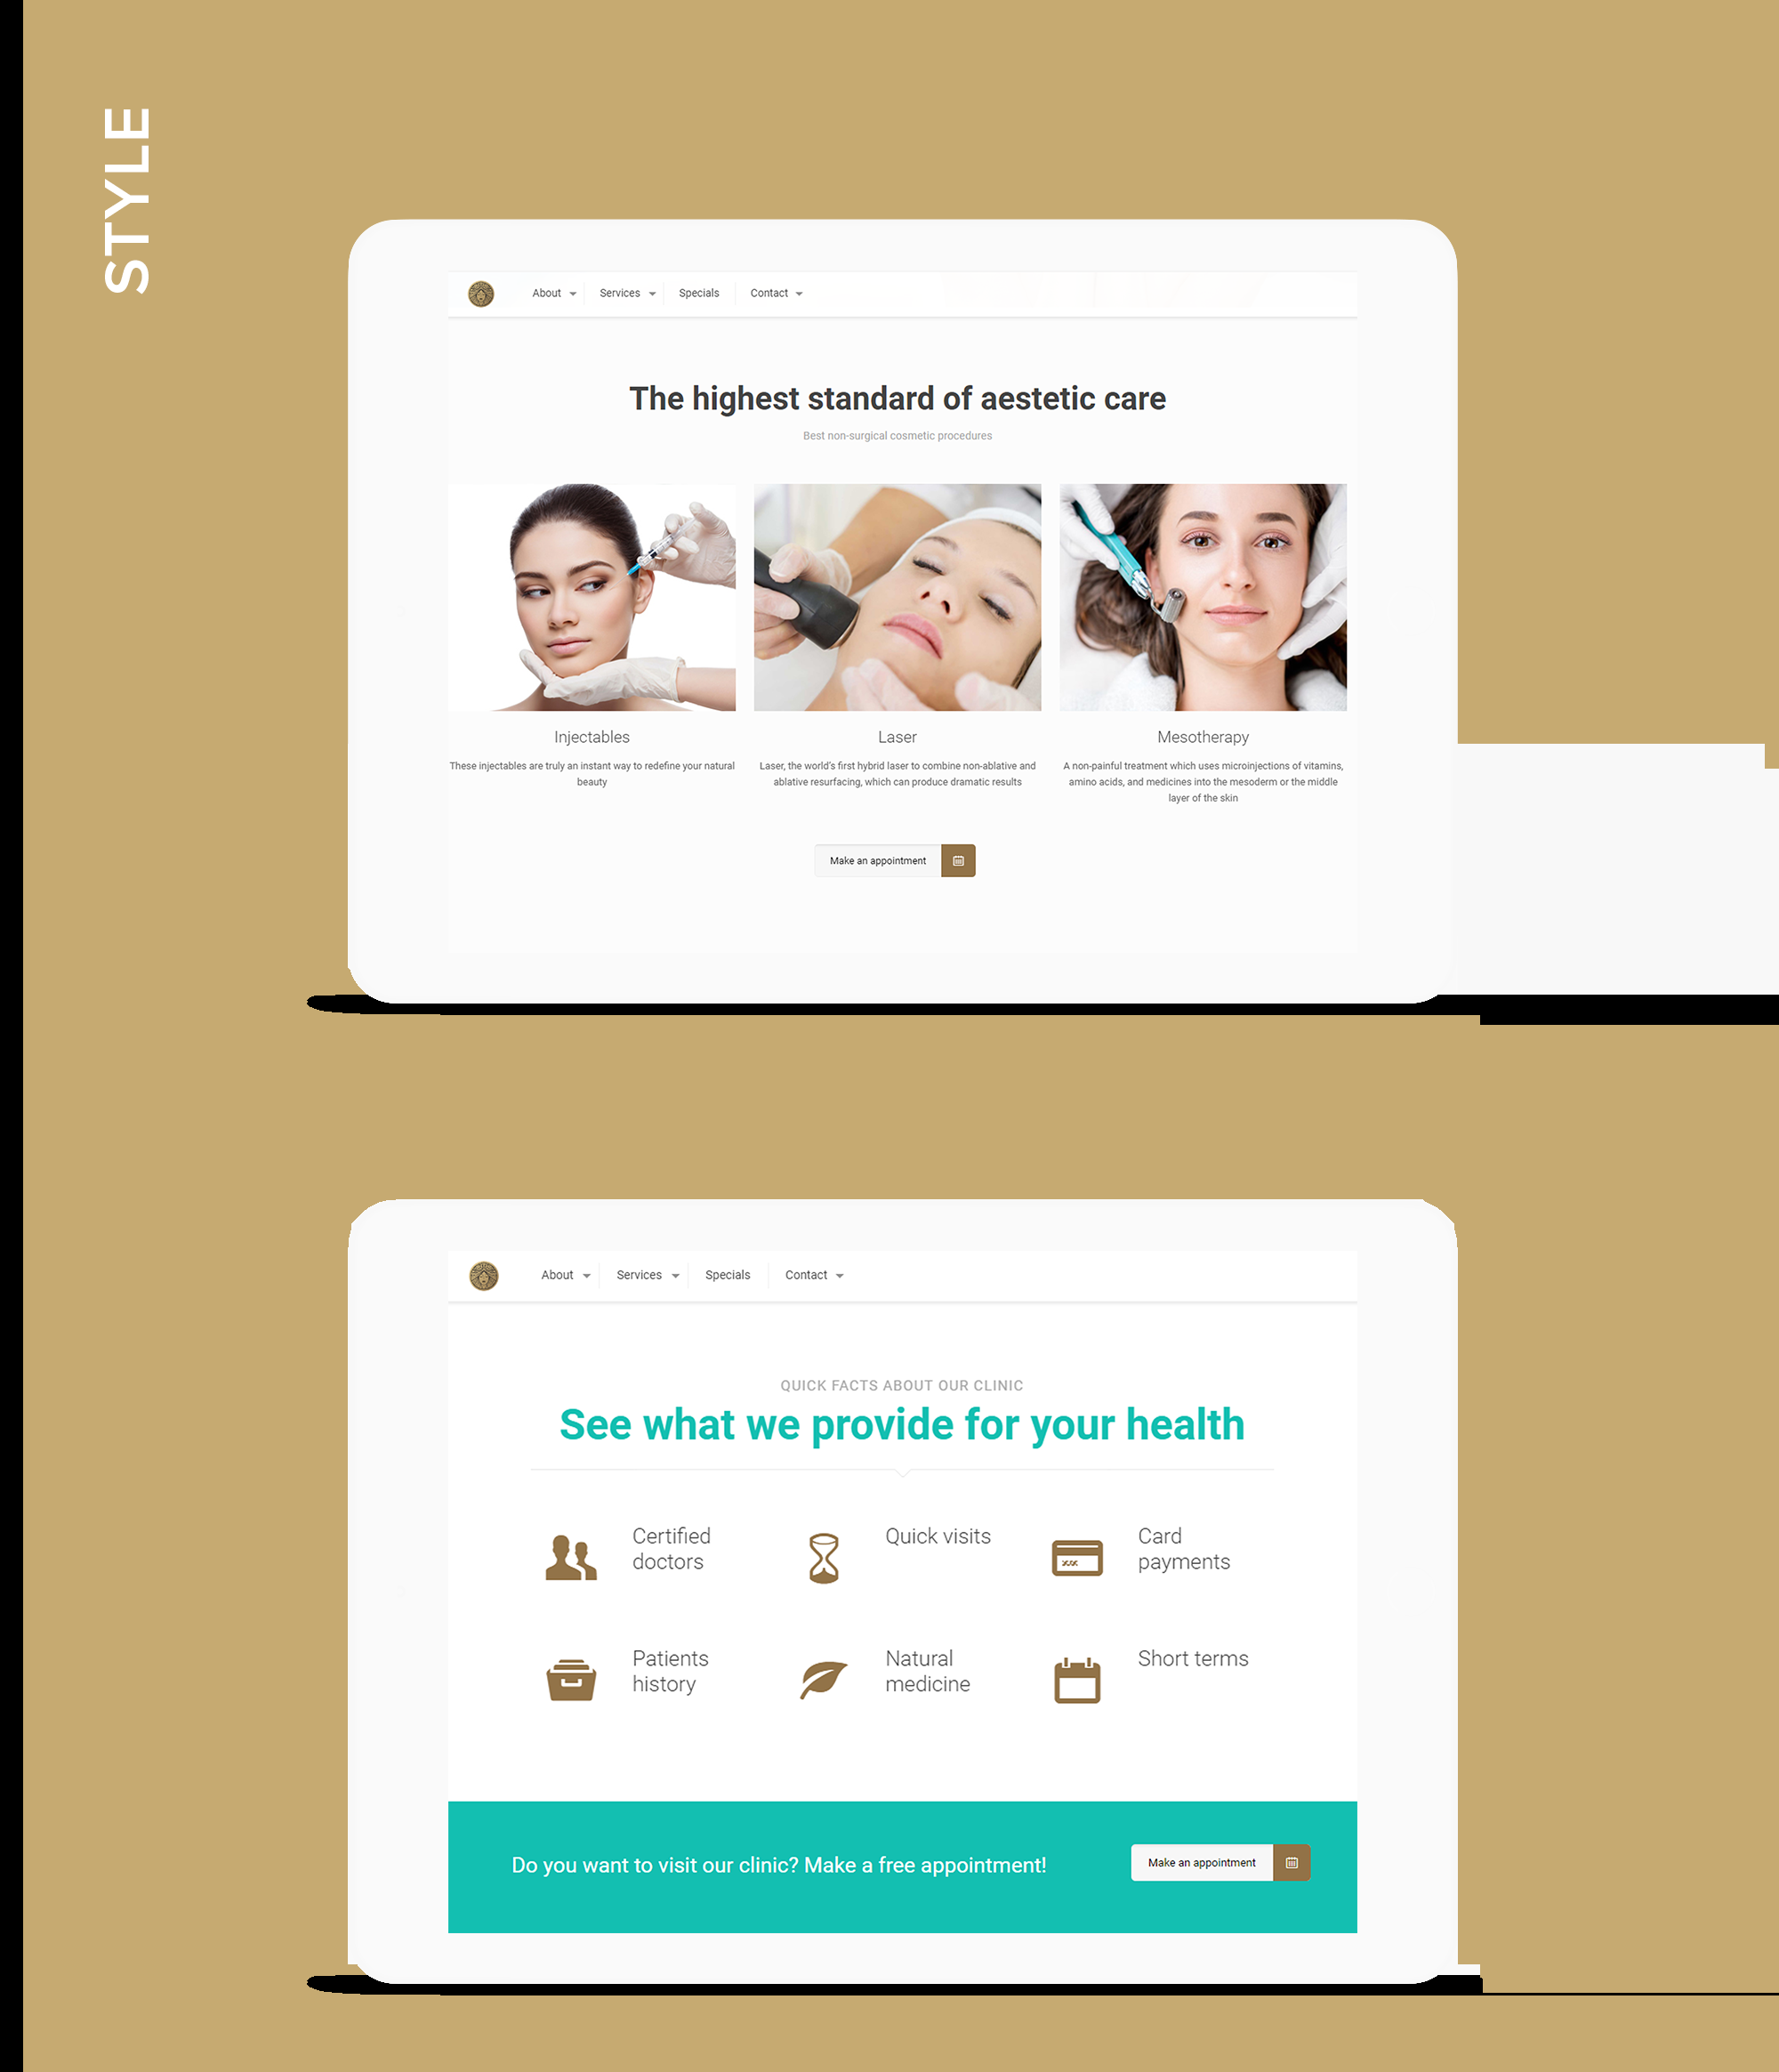 STYLE
About
Services
Specials
Contact
The highest standard of aestetic care
Best non-surgical cosmetic procedures
Injectables
These injectables are truly an instant way to redefine your natural
beauty
Laser
Laser, the world's first hybrid laser to combine non-ablative and
ablative resurfacing, which can produce dramatic results
Mesotherapy
A non-painful treatment which uses microinjections of vitamins,
amino acids, and medicines into the mesoderm or the middle
layer of the skin
Make an appointment
About
Services
Specials
Contact
QUICK FACTS ABOUT OUR CLINIC
See what we provide for your health
Certified
doctors
Quick visits
Card
payments
Patients
history
Natural
medicine
Short terms
Do you want to visit our clinic? Make a free appointment!
Make an appointment